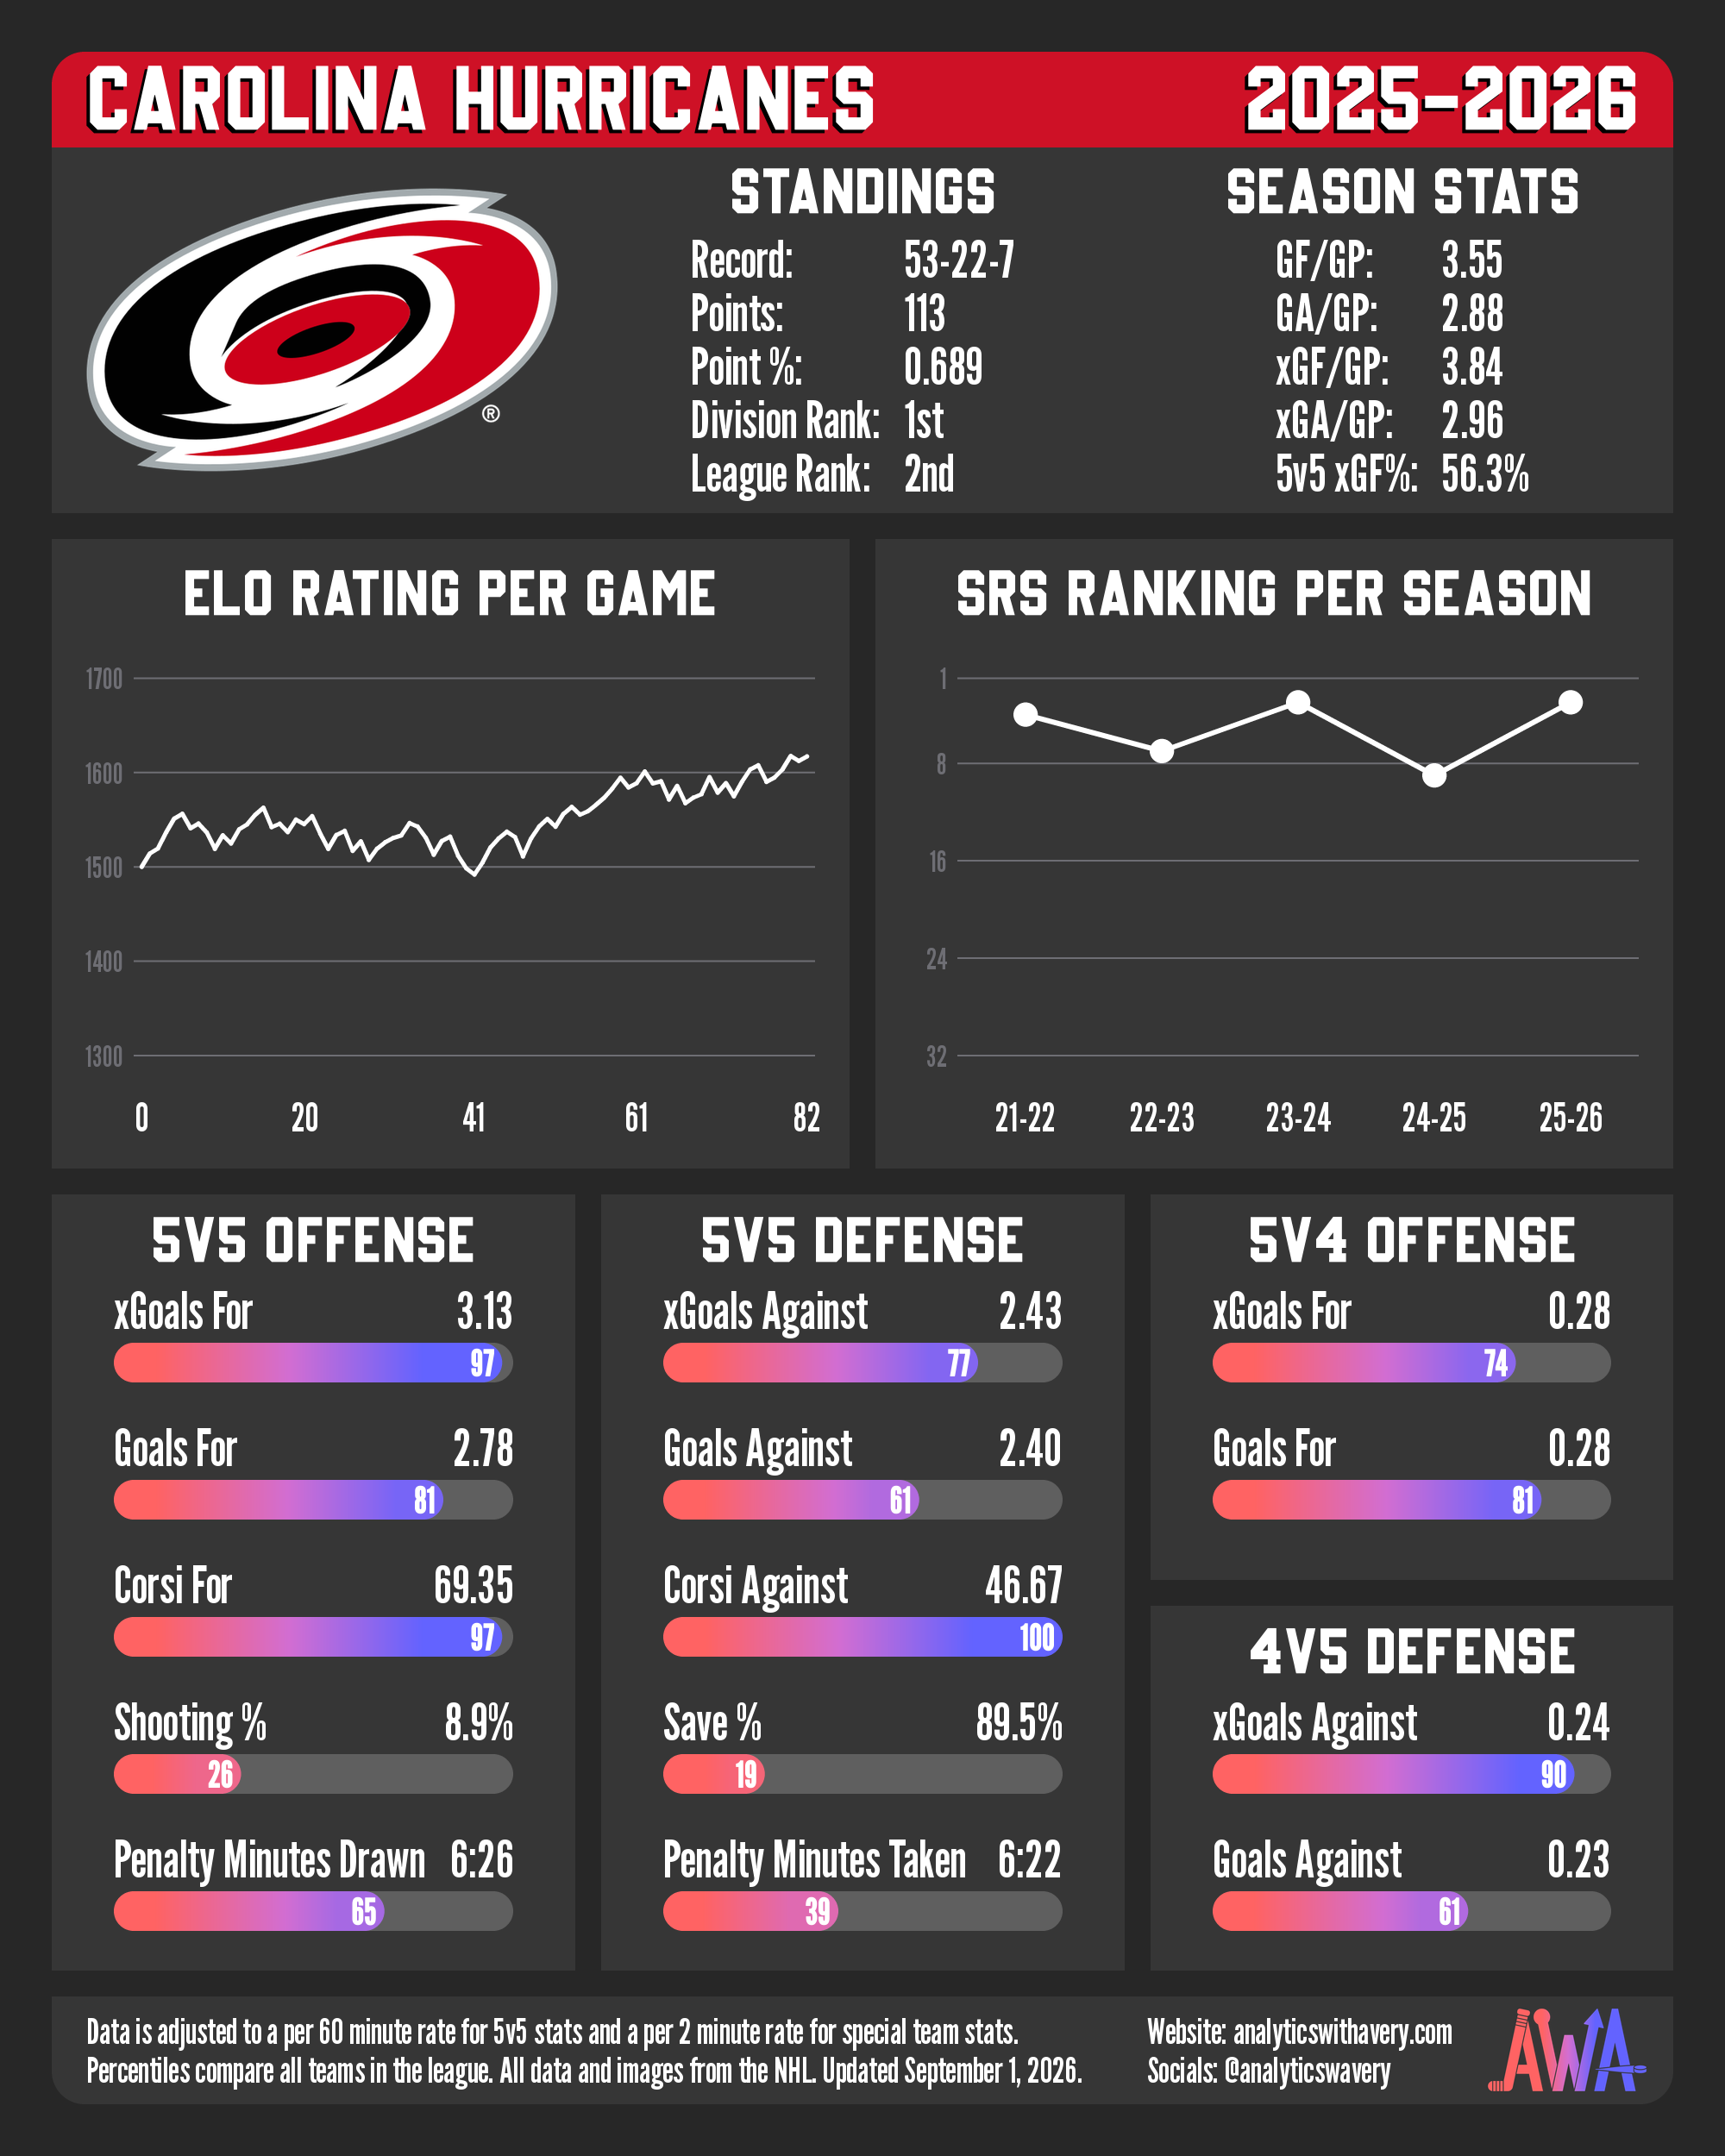 CAROLINA HURRICANES
2025-2026
STANDINGS
Record: 53-22-7
Points: 113
Point %: 0.689
Division Rank: 1st
League Rank: 2nd
SEASON STATS
GF/GP: 3.55
GA/GP: 2.88
xGF/GP: 3.84
xGA/GP: 2.96
5v5 xGF%: 56.3%
®
ELO RATING PER GAME
1700
1600
1500
1400
1300
0 20 41 61 82
SRS RANKING PER SEASON
1
8
16
24
32
21-22 22-23 23-24 24-25 25-26
5V5 OFFENSE
xGoals For 3.13
97
Goals For 2.78
81
Corsi For 69.35
97
Shooting % 8.9%
26
Penalty Minutes Drawn 6:26
65
5V5 DEFENSE
xGoals Against 2.43
77
Goals Against 2.40
61
Corsi Against 46.67
100
Save % 89.5%
19
Penalty Minutes Taken 6:22
39
5V4 OFFENSE
xGoals For 0.28
74
Goals For 0.28
81
4V5 DEFENSE
xGoals Against 0.24
90
Goals Against 0.23
61
Data is adjusted to a per 60 minute rate for 5v5 stats and a per 2 minute rate for special team stats.
Percentiles compare all teams in the league. All data and images from the NHL. Updated September 1, 2026.
Website: analyticswithavery.com
Socials: @analyticswavery
AWA